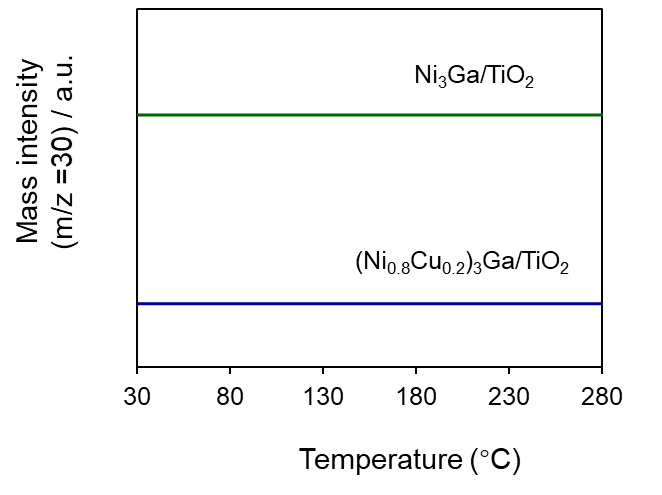 Mass intensity
(m/z =30) / a.u.
Ni₃Ga/TiO₂
(Ni₀.₈Cu₀.₂)₃Ga/TiO₂
30 80 130 180 230 280
Temperature (°C)